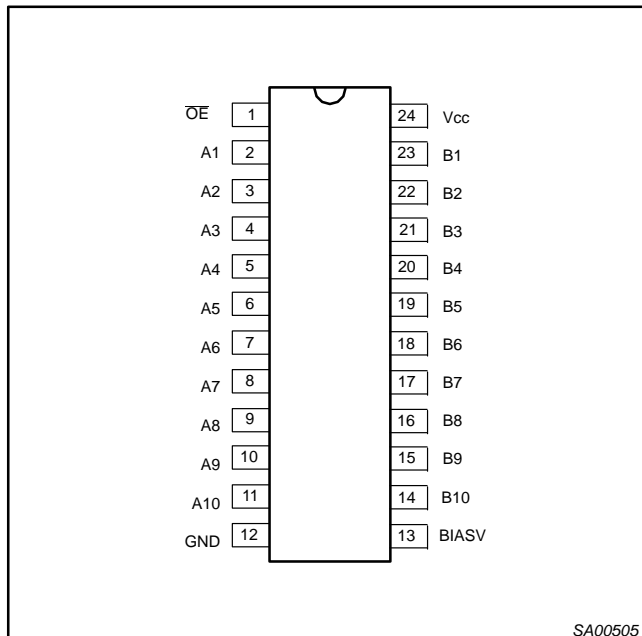 O̅E̅ 1 24 Vcc
A1 2 23 B1
A2 3 22 B2
A3 4 21 B3
A4 5 20 B4
A5 6 19 B5
A6 7 18 B6
A7 8 17 B7
A8 9 16 B8
A9 10 15 B9
A10 11 14 B10
GND 12 13 BIASV
SA00505